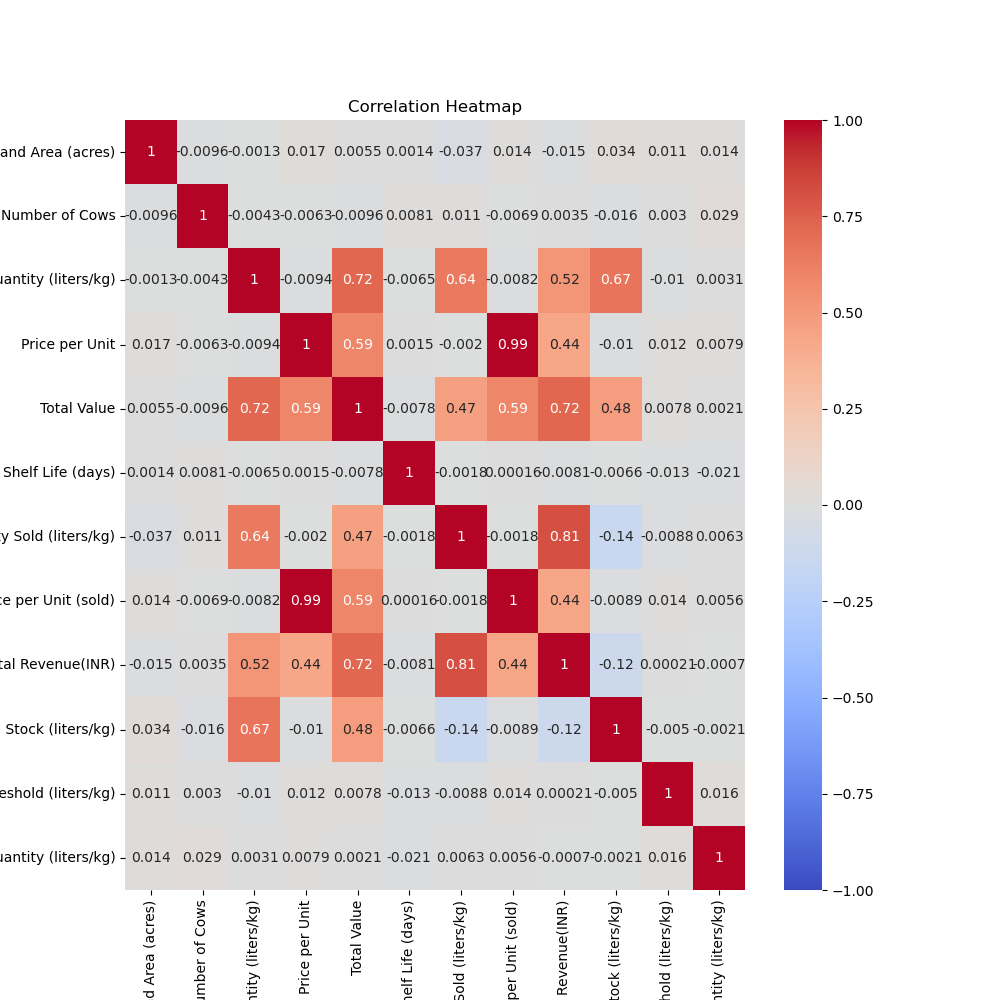 Correlation Heatmap
and Area (acres) 1 -0.0096 -0.0013 0.017 0.0055 0.0014 -0.037 0.014 -0.015 0.034 0.011 0.014
Number of Cows -0.0096 1 -0.0043 -0.0063 -0.0096 0.0081 0.011 -0.0069 0.0035 -0.016 0.003 0.029
uantity (liters/kg) -0.0013 -0.0043 1 -0.0094 0.72 -0.0065 0.64 -0.0082 0.52 0.67 -0.01 0.0031
Price per Unit 0.017 -0.0063 -0.0094 1 0.59 0.0015 -0.002 0.99 0.44 -0.01 0.012 0.0079
Total Value 0.0055 -0.0096 0.72 0.59 1 -0.0078 0.47 0.59 0.72 0.48 0.0078 0.0021
Shelf Life (days) 0.0014 0.0081 -0.0065 0.0015 -0.0078 1 -0.0018 0.00016 -0.0081 -0.0066 -0.013 -0.021
y Sold (liters/kg) -0.037 0.011 0.64 -0.002 0.47 -0.0018 1 -0.0018 0.81 -0.14 -0.0088 0.0063
ce per Unit (sold) 0.014 -0.0069 -0.0082 0.99 0.59 0.00016 -0.0018 1 0.44 -0.0089 0.014 0.0056
tal Revenue(INR) -0.015 0.0035 0.52 0.44 0.72 -0.0081 0.81 0.44 1 -0.12 0.00021 -0.0007
Stock (liters/kg) 0.034 -0.016 0.67 -0.01 0.48 -0.0066 -0.14 -0.0089 -0.12 1 -0.005 -0.0021
eshold (liters/kg) 0.011 0.003 -0.01 0.012 0.0078 -0.013 -0.0088 0.014 0.00021 -0.005 1 0.016
uantity (liters/kg) 0.014 0.029 0.0031 0.0079 0.0021 -0.021 0.0063 0.0056 -0.0007 -0.0021 0.016 1
d Area (acres)
umber of Cows
ntity (liters/kg)
Price per Unit
Total Value
helf Life (days)
Sold (liters/kg)
per Unit (sold)
Revenue(INR)
tock (liters/kg)
hold (liters/kg)
ntity (liters/kg)
1.00
0.75
0.50
0.25
0.00
−0.25
−0.50
−0.75
−1.00